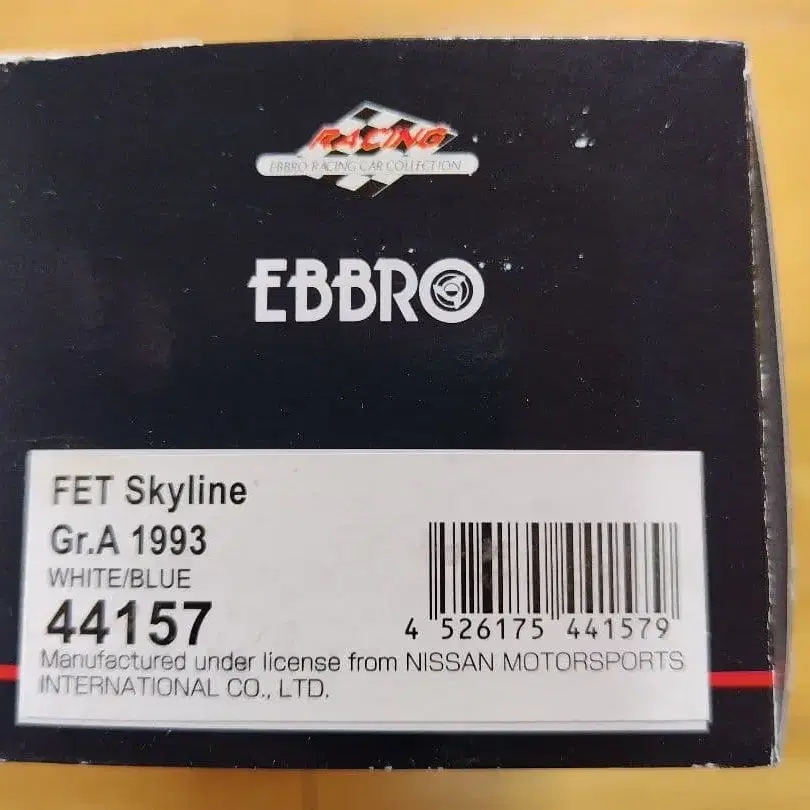 RACING
EBBRO RACING CAR COLLECTION
EBBRO
FET Skyline
Gr.A 1993
WHITE/BLUE
44157
4 526175 441579
Manufactured under license from NISSAN MOTORSPORTS
INTERNATIONAL CO., LTD.